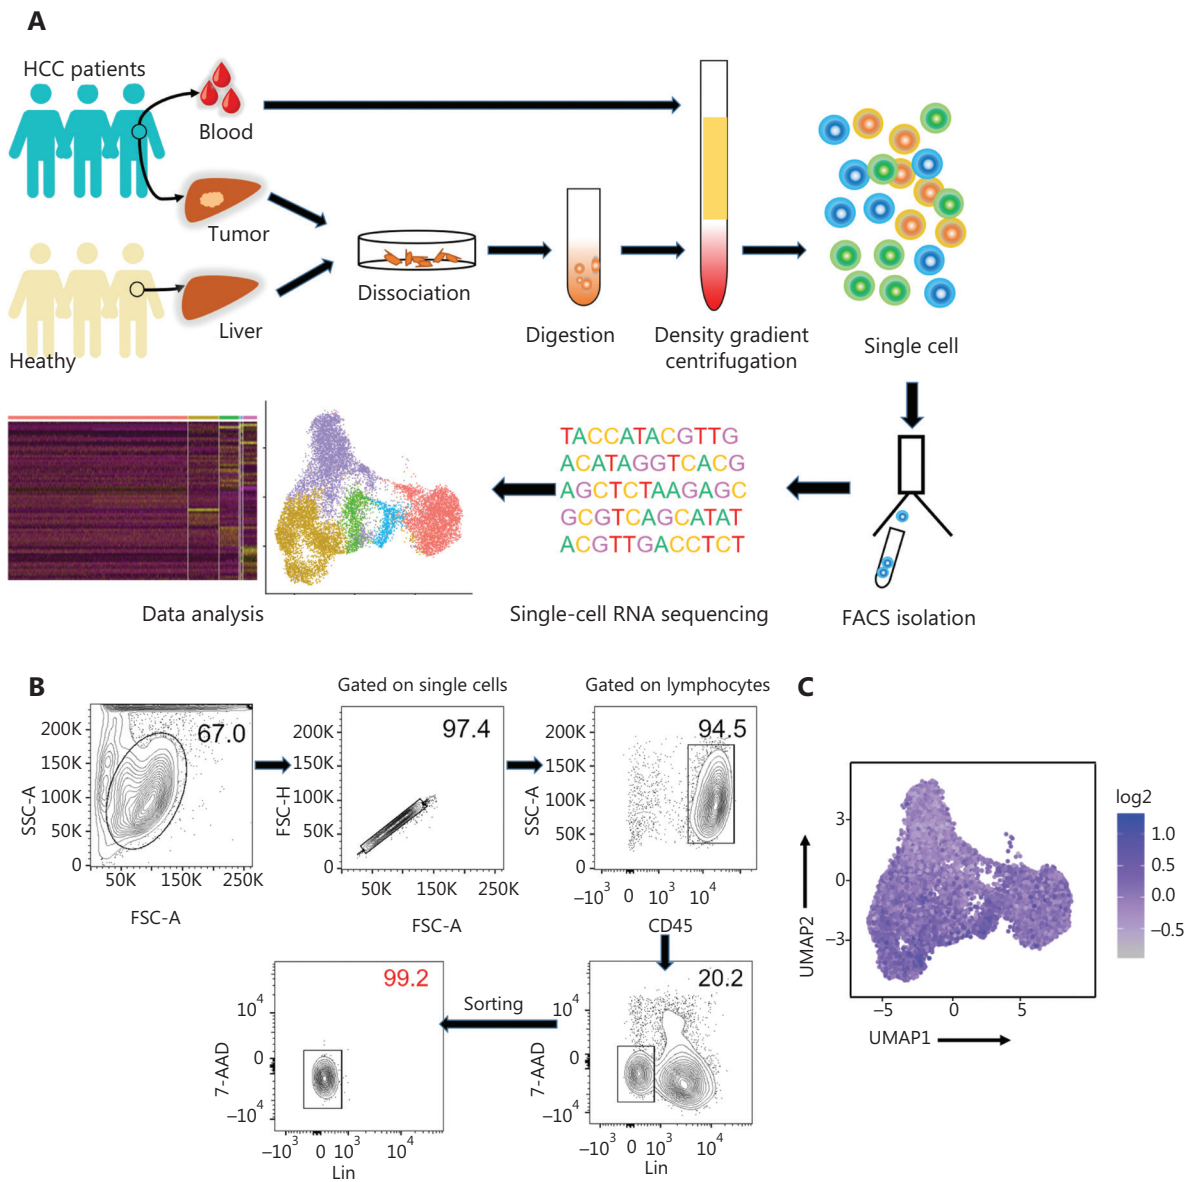 A
HCC patients
Blood
Tumor
Liver
Heathy
Dissociation
Digestion
Density gradient
centrifugation
Single cell
TACCATACGTTG
ACATAGGTCACG
AGCTCTAAGAGC
GCGTCAGCATAT
ACGTTGACCTCT
Data analysis
Single-cell RNA sequencing
FACS isolation
B
67.0
SSC-A
200K
150K
100K
50K
0
50K 150K 250K
FSC-A
Gated on single cells
97.4
FSC-H
200K
150K
100K
50K
0
50K 150K 250K
FSC-A
Gated on lymphocytes
94.5
SSC-A
200K
150K
100K
50K
0
−10³ 0 10³ 10⁴
CD45
99.2
7-AAD
10⁴
0
−10⁴
−10³ 0 10³ 10⁴
Lin
Sorting
20.2
7-AAD
10⁴
0
−10⁴
−10³ 0 10³ 10⁴
Lin
C
UMAP2
3
0
−3
−5 0 5
UMAP1
log2
1.0
0.5
0.0
−0.5